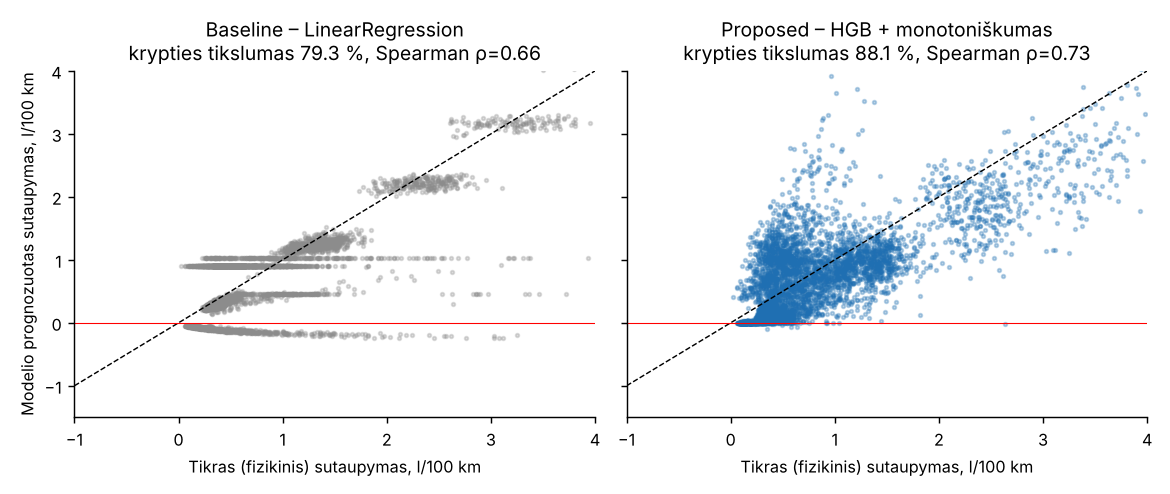 Baseline – LinearRegression
krypties tikslumas 79.3 %, Spearman ρ=0.66
Proposed – HGB + monotoniškumas
krypties tikslumas 88.1 %, Spearman ρ=0.73
Modelio prognozuotas sutaupymas, l/100 km
4
3
2
1
0
−1
−1 0 1 2 3 4
−1 0 1 2 3 4
Tikras (fizikinis) sutaupymas, l/100 km
Tikras (fizikinis) sutaupymas, l/100 km